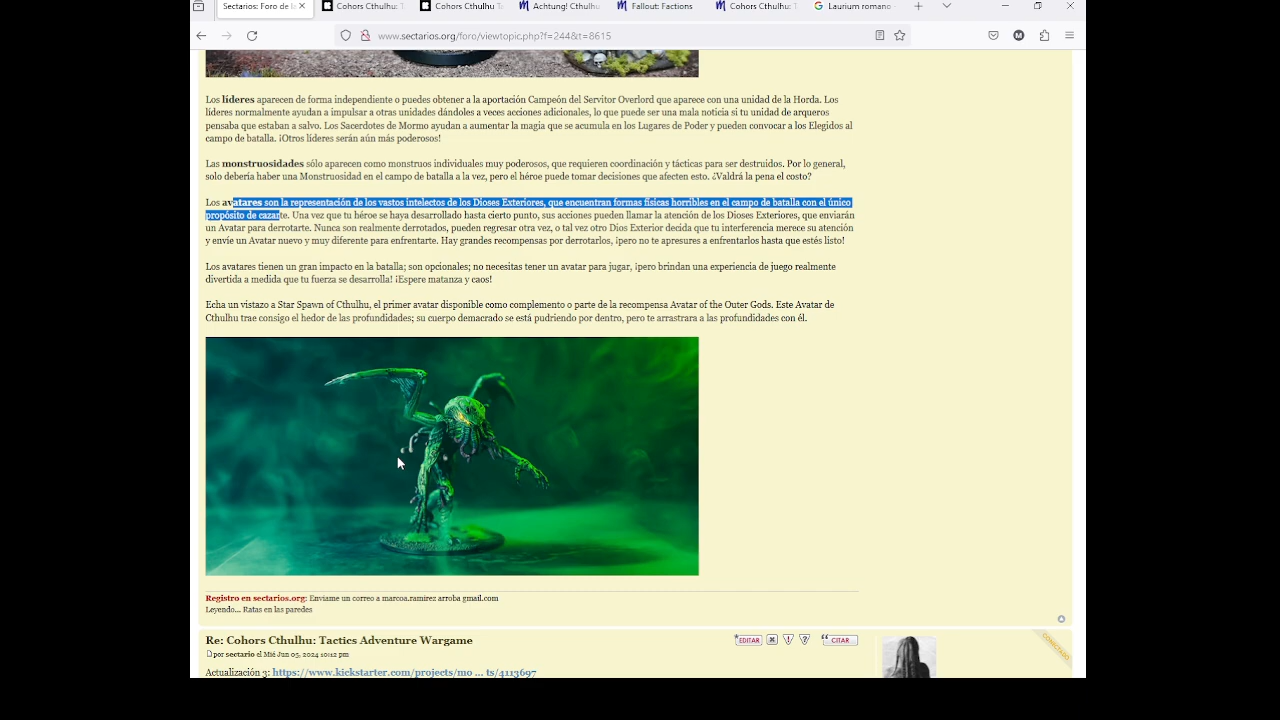 Sectarios: Foro de l
Cohors Cthulhu: T
Cohors Cthulhu Ta
Achtung! Cthulhu
Fallout: Factions
Cohors Cthulhu: T
Laurium romano -
www.sectarios.org/foro/viewtopic.php?f=244&t=8615
Los líderes aparecen de forma independiente o puedes obtener a la aportación Campeón del Servitor Overlord que aparece con una unidad de la Horda. Los
líderes normalmente ayudan a impulsar a otras unidades dándoles a veces acciones adicionales, lo que puede ser una mala noticia si tu unidad de arqueros
pensaba que estaban a salvo. Los Sacerdotes de Mormo ayudan a aumentar la magia que se acumula en los Lugares de Poder y pueden convocar a los Elegidos al
campo de batalla. ¡Otros líderes serán aún más poderosos!
Las monstruosidades sólo aparecen como monstruos individuales muy poderosos, que requieren coordinación y tácticas para ser destruidos. Por lo general,
solo debería haber una Monstruosidad en el campo de batalla a la vez, pero el héroe puede tomar decisiones que afecten esto. ¿Valdrá la pena el costo?
Los avatares son la representación de los vastos intelectos de los Dioses Exteriores, que encuentran formas físicas horribles en el campo de batalla con el único
propósito de cazarte. Una vez que tu héroe se haya desarrollado hasta cierto punto, sus acciones pueden llamar la atención de los Dioses Exteriores, que enviarán
un Avatar para derrotarte. Nunca son realmente derrotados, pueden regresar otra vez, o tal vez otro Dios Exterior decida que tu interferencia merece su atención
y envíe un Avatar nuevo y muy diferente para enfrentarte. Hay grandes recompensas por derrotarlos, ¡pero no te apresures a enfrentarlos hasta que estés listo!
Los avatares tienen un gran impacto en la batalla; son opcionales; no necesitas tener un avatar para jugar, ¡pero brindan una experiencia de juego realmente
divertida a medida que tu fuerza se desarrolla! ¡Espere matanza y caos!
Echa un vistazo a Star Spawn of Cthulhu, el primer avatar disponible como complemento o parte de la recompensa Avatar of the Outer Gods. Este Avatar de
Cthulhu trae consigo el hedor de las profundidades; su cuerpo demacrado se está pudriendo por dentro, pero te arrastrara a las profundidades con él.
Registro en sectarios.org: Enviame un correo a marcoa.ramirez arroba gmail.com
Leyendo... Ratas en las paredes
Re: Cohors Cthulhu: Tactics Adventure Wargame
EDITAR
CITAR
CONECTADO
por sectario el Mié Jun 05, 2024 10:12 pm
Actualización 3: https://www.kickstarter.com/projects/mo ... ts/4113697